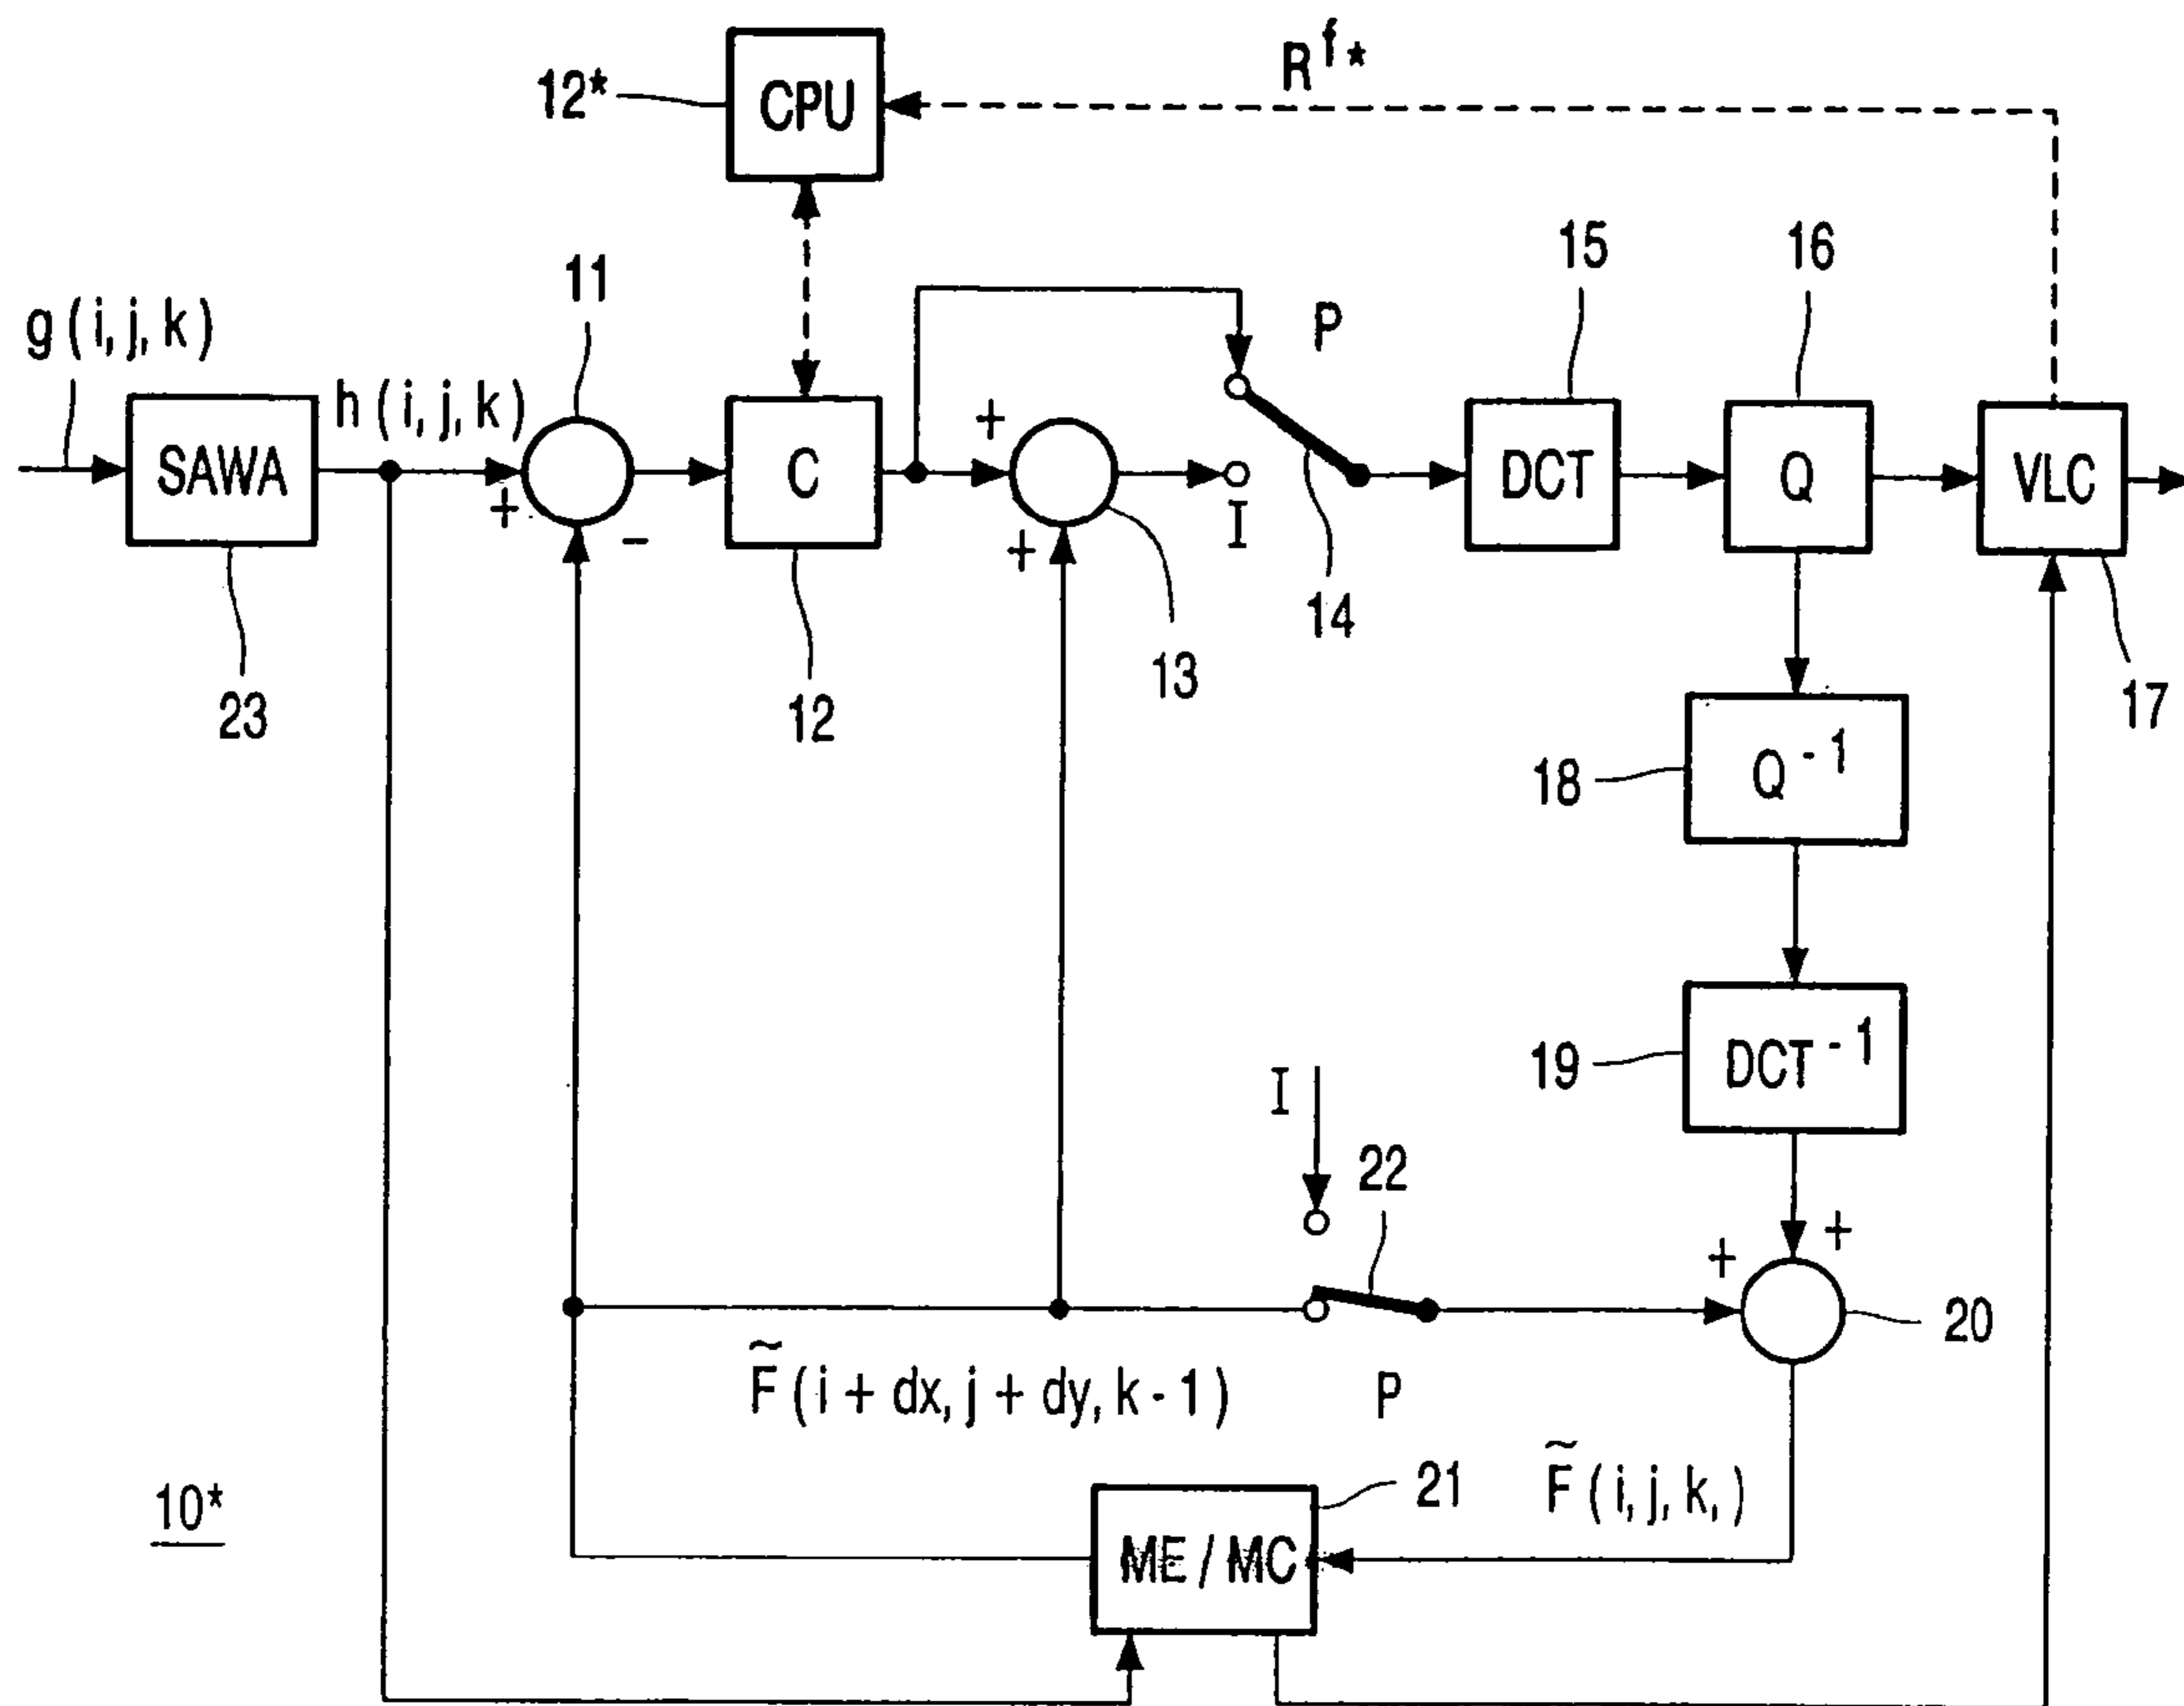 R^f*
CPU
12*
11
15
16
P
g(i,j,k)
h(i,j,k)
+
SAWA
C
DCT
Q
VLC
+
-
+
I
14
13
23
12
17
18
Q^-1
19
DCT^-1
I
22
+
+
20
F̃(i+dx,j+dy,k-1)
P
F̃(i,j,k,)
21
10*
ME/MC